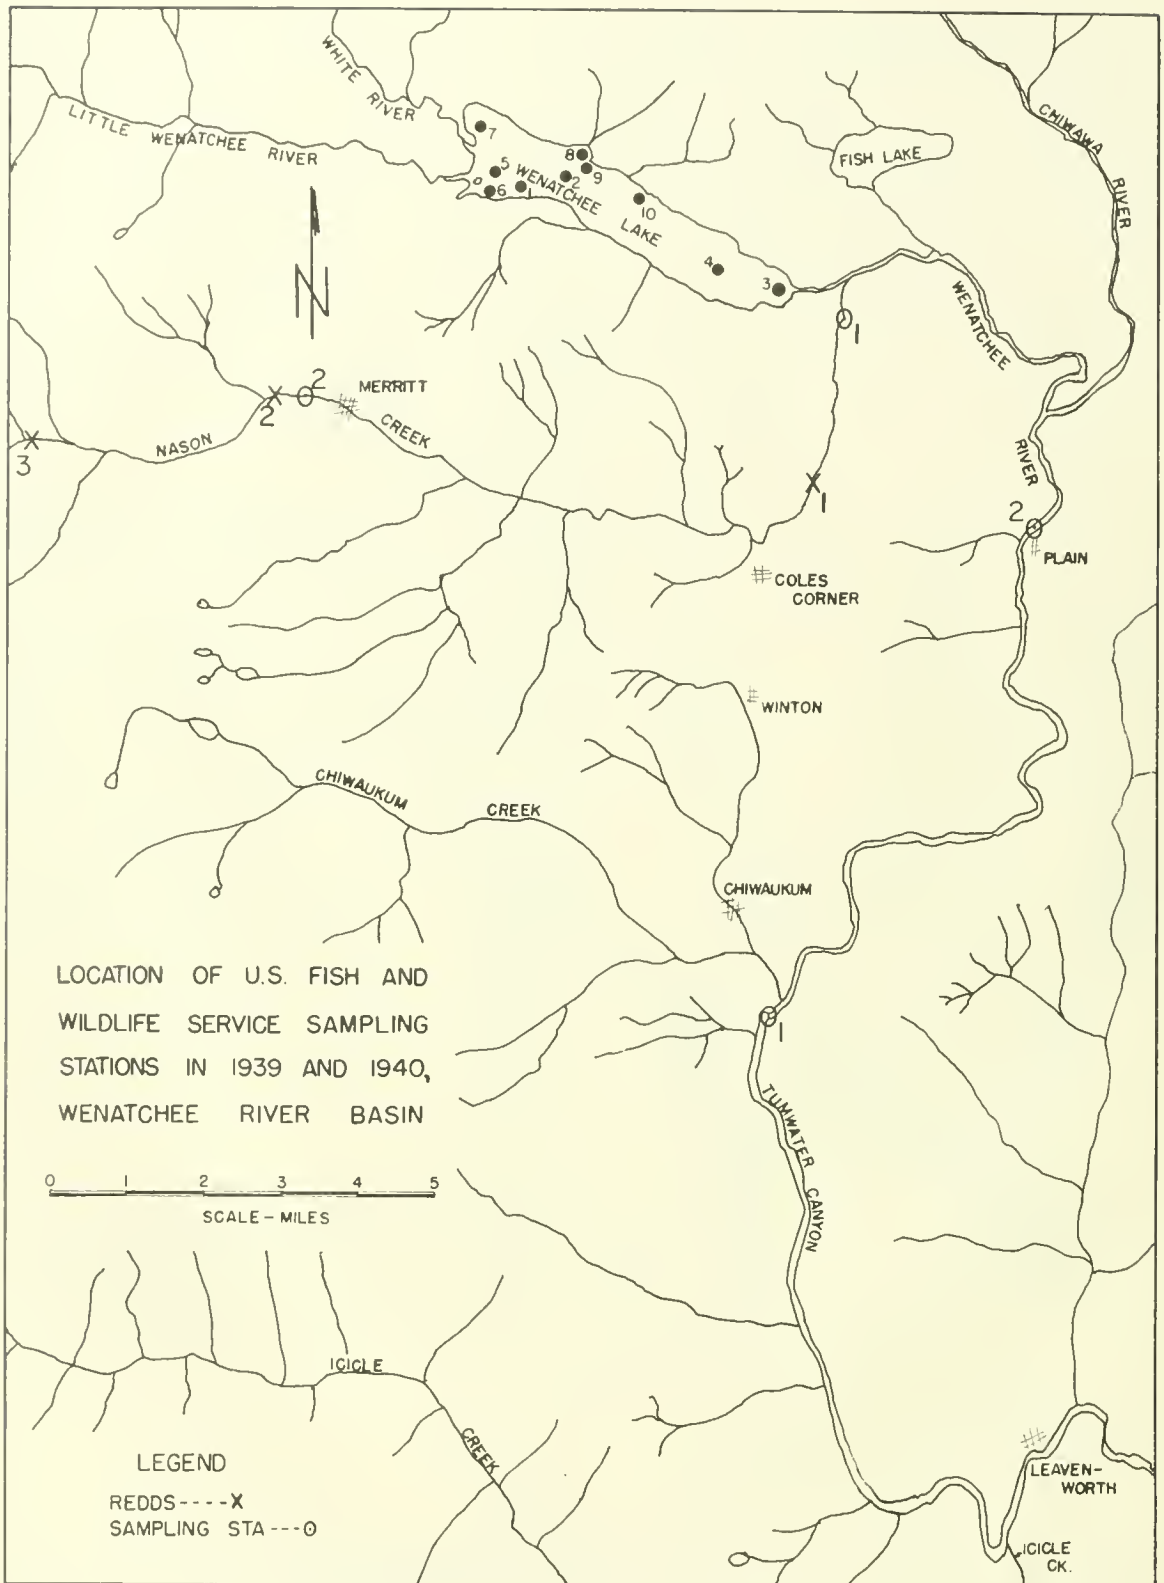 WHITE RIVER
LITTLE WENATCHEE RIVER
CHIWAWA RIVER
FISH LAKE
WENATCHEE LAKE
7
8
5
2
9
6
1
10
4
3
N
WENATCHEE RIVER
1
2
2
MERRITT
NASON CREEK
3
1
2
PLAIN
COLES
CORNER
WINTON
CHIWAUKUM CREEK
CHIWAUKUM
LOCATION OF U.S. FISH AND
WILDLIFE SERVICE SAMPLING
STATIONS IN 1939 AND 1940,
WENATCHEE RIVER BASIN
1
TUMWATER CANYON
0 1 2 3 4 5
SCALE-MILES
ICICLE CREEK
LEGEND
REDDS----X
SAMPLING STA---O
LEAVEN-
WORTH
ICICLE
CK.